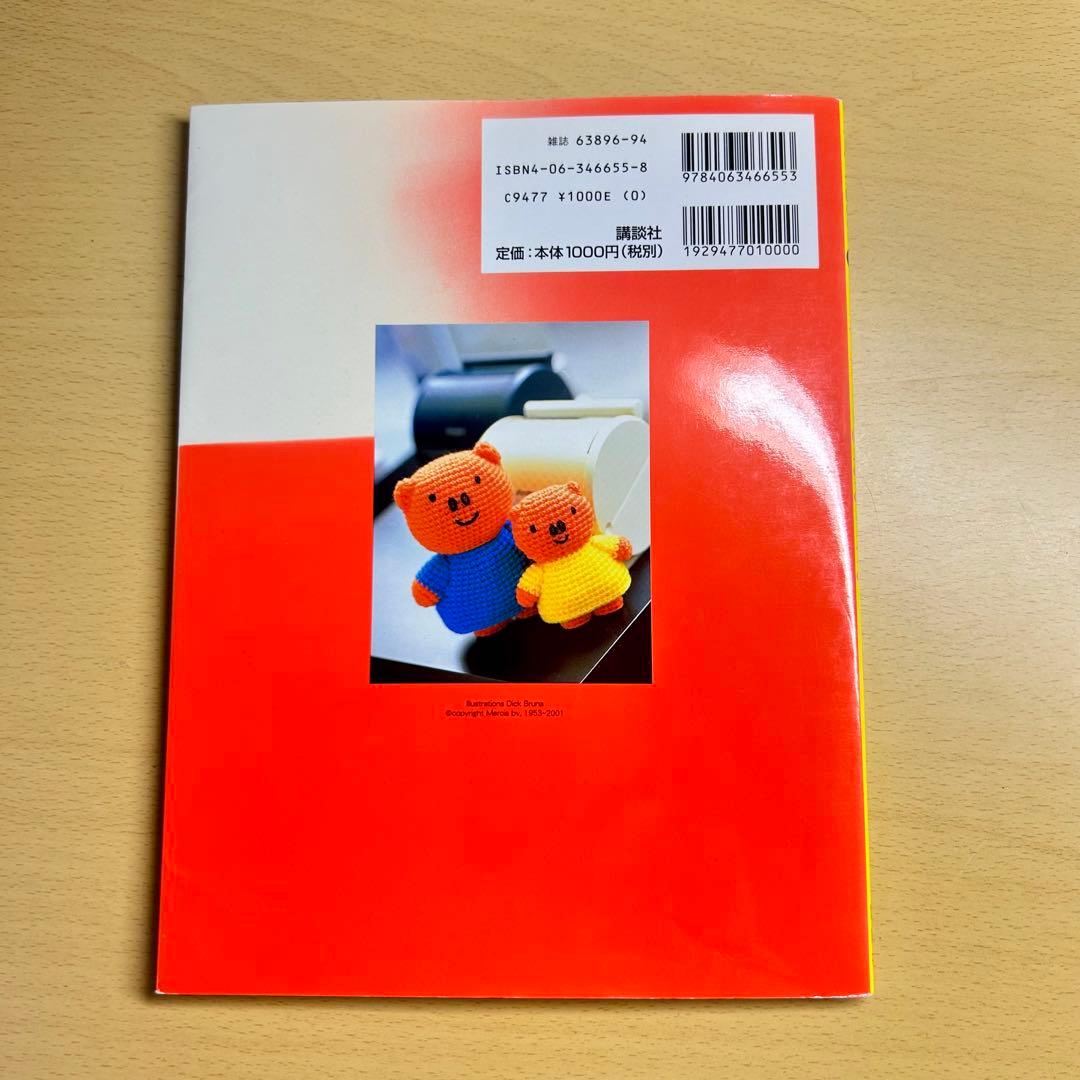 雑誌 63896-94
ISBN4-06-346655-8
C9477 ¥1000E (0)
講談社
定価：本体1000円（税別）
9784063466553
1929477010000
Illustrations Dick Bruna
©copyright Mercis bv, 1953-2001